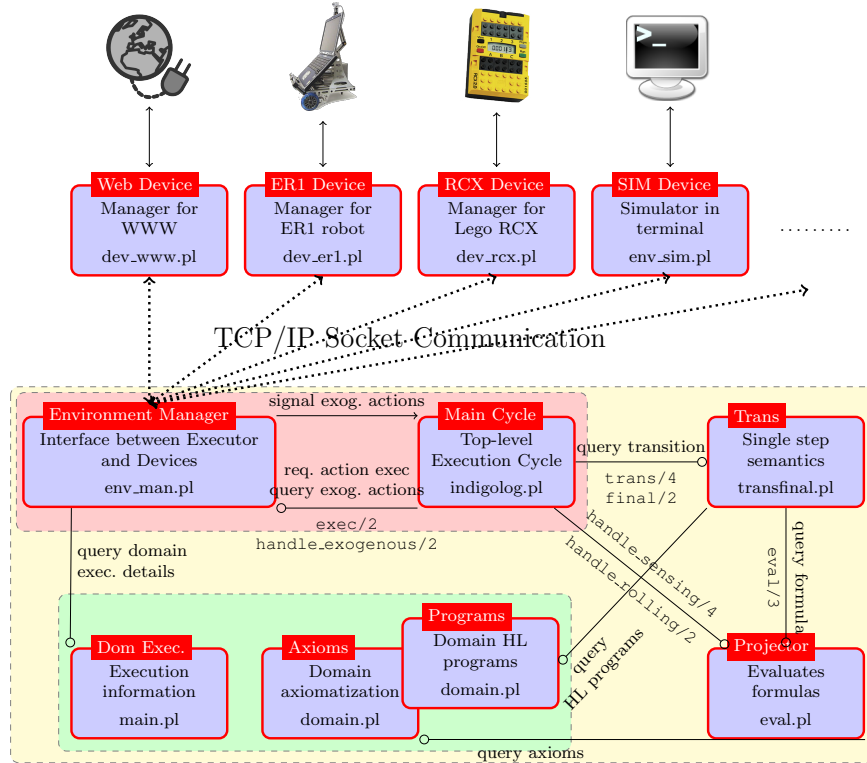 Web Device
Manager for
WWW
dev_www.pl
ER1 Device
Manager for
ER1 robot
dev_er1.pl
RCX Device
Manager for
Lego RCX
dev_rcx.pl
SIM Device
Simulator in
terminal
env_sim.pl
.........
TCP/IP Socket Communication
Environment Manager
Interface between Executor
and Devices
env_man.pl
signal exog. actions
req. action exec
query exog. actions
exec/2
handle_exogenous/2
Main Cycle
Top-level
Execution Cycle
indigolog.pl
query transition
trans/4
final/2
Trans
Single step
semantics
transfinal.pl
query domain
exec. details
handle_sensing/4
handle_rolling/2
query formula
eval/3
query
HL programs
Dom Exec.
Execution
information
main.pl
Axioms
Domain
axiomatization
domain.pl
Programs
Domain HL
programs
domain.pl
Projector
Evaluates
formulas
eval.pl
query axioms